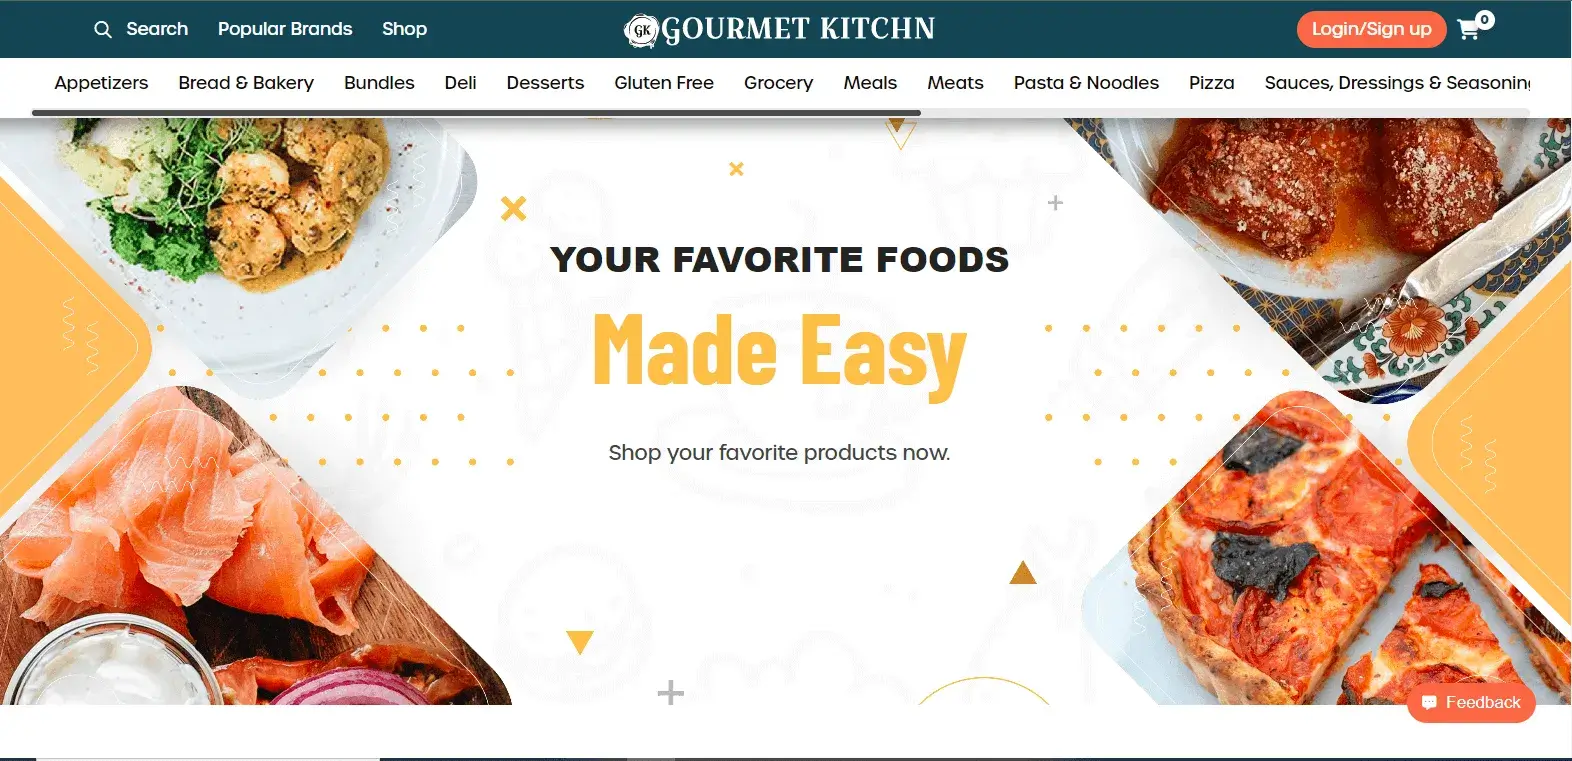 Search Popular Brands Shop
GK GOURMET KITCHN
Login/Sign up 0
Appetizers Bread & Bakery Bundles Deli Desserts Gluten Free Grocery Meals Meats Pasta & Noodles Pizza Sauces, Dressings & Seasoning
YOUR FAVORITE FOODS
Made Easy
Shop your favorite products now.
Feedback